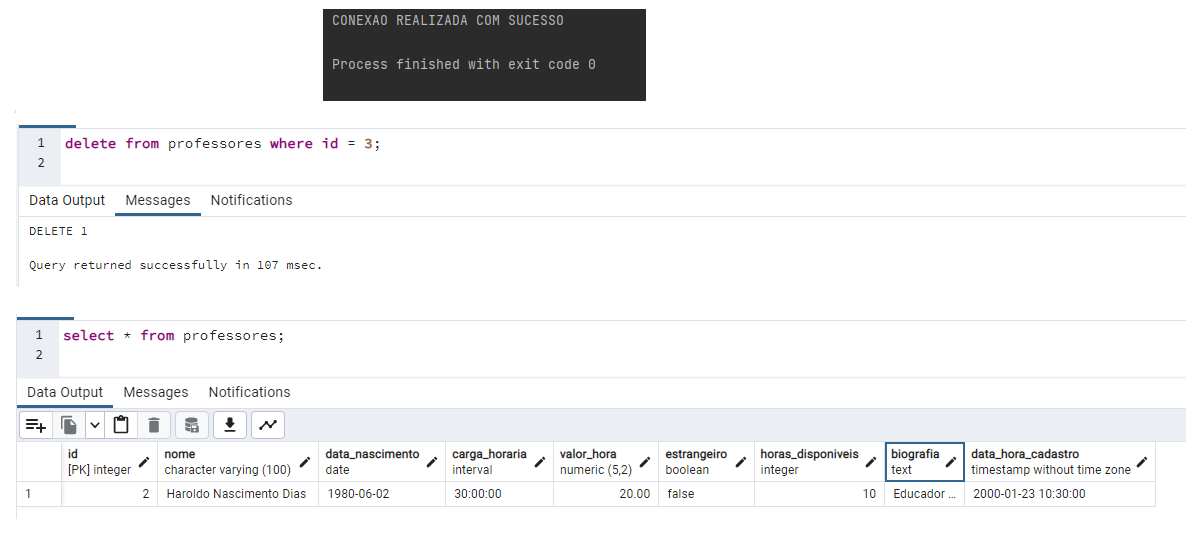 CONEXAO REALIZADA COM SUCESSO
Process finished with exit code 0
1 delete from professores where id = 3;
2
Data Output Messages Notifications
DELETE 1
Query returned successfully in 107 msec.
1 select * from professores;
2
Data Output Messages Notifications
id nome data_nascimento carga_horaria valor_hora estrangeiro horas_disponiveis biografia data_hora_cadastro
[PK] integer character varying (100) date interval numeric (5,2) boolean integer text timestamp without time zone
1 2 Haroldo Nascimento Dias 1980-06-02 30:00:00 20.00 false 10 Educador ... 2000-01-23 10:30:00